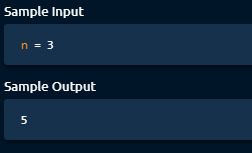 Sample Input
n = 3
Sample Output
5